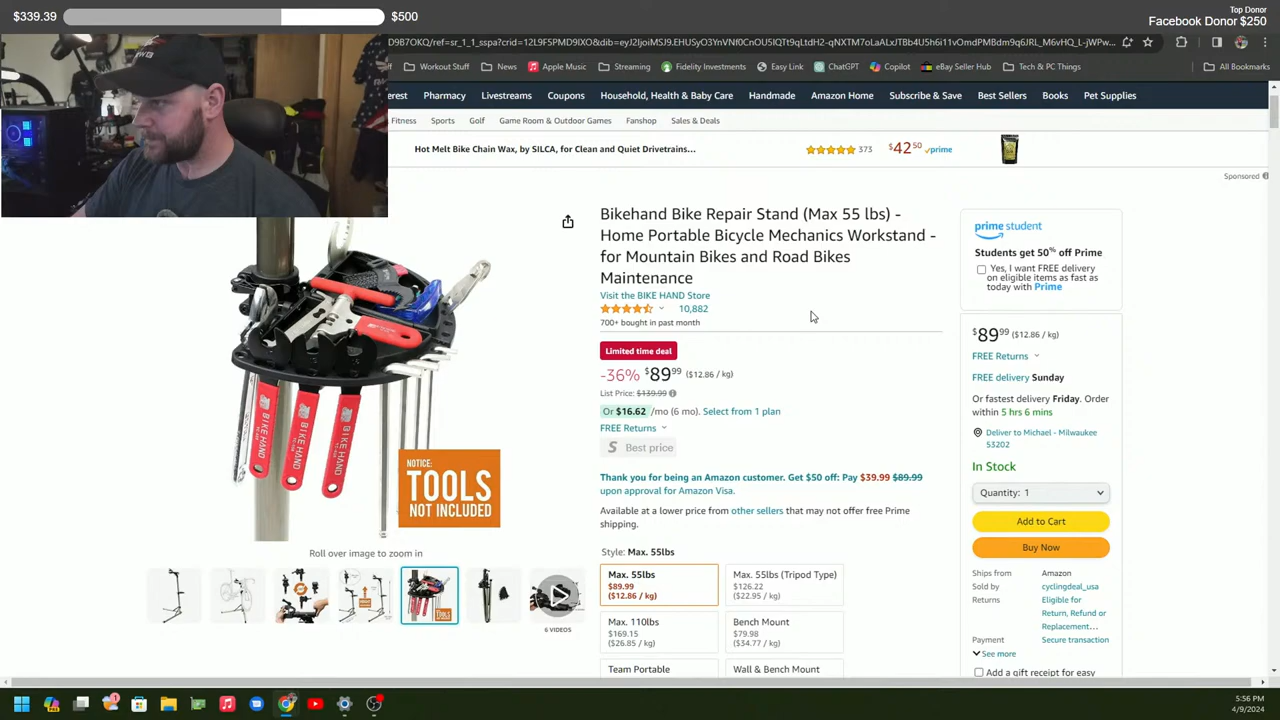 $339.39
$500
Top Donor
Facebook Donor $250
Workout Stuff
News
Apple Music
Streaming
Fidelity Investments
Easy Link
ChatGPT
Copilot
eBay Seller Hub
Tech & PC Things
All Bookmarks
erest
Pharmacy
Livestreams
Coupons
Household, Health & Baby Care
Handmade
Amazon Home
Subscribe & Save
Best Sellers
Books
Pet Supplies
Fitness
Sports
Golf
Game Room & Outdoor Games
Fanshop
Sales & Deals
Hot Melt Bike Chain Wax, by SILCA, for Clean and Quiet Drivetrains...
373
$42 50
prime
Sponsored
Bikehand Bike Repair Stand (Max 55 lbs) -
Home Portable Bicycle Mechanics Workstand -
for Mountain Bikes and Road Bikes
Maintenance
Visit the BIKE HAND Store
10,882
700+ bought in past month
Limited time deal
-36% $89 99 ($12.86 / kg)
List Price: $139.99
Or $16.62 /mo (6 mo). Select from 1 plan
FREE Returns
S Best price
Thank you for being an Amazon customer. Get $50 off: Pay $39.99 $89.99
upon approval for Amazon Visa.
Available at a lower price from other sellers that may not offer free Prime
shipping.
Style: Max. 55lbs
Max. 55lbs
$89.99
($12.86 / kg)
Max. 55lbs (Tripod Type)
$126.22
($22.95 / kg)
Max. 110lbs
$169.15
($26.85 / kg)
Bench Mount
$79.98
($34.77 / kg)
Team Portable
Wall & Bench Mount
BIKE HAND
BIKE HAND
BIKE HAND
NOTICE:
TOOLS
NOT INCLUDED
Roll over image to zoom in
6 VIDEOS
prime student
Students get 50% off Prime
Yes, I want FREE delivery
on eligible items as fast as
today with Prime
$89 99 ($12.86 / kg)
FREE Returns
FREE delivery Sunday
Or fastest delivery Friday. Order
within 5 hrs 6 mins
Deliver to Michael - Milwaukee
53202
In Stock
Quantity: 1
Add to Cart
Buy Now
Ships from Amazon
Sold by cyclingdeal_usa
Returns Eligible for
Return, Refund or
Replacement...
Payment Secure transaction
See more
Add a gift receipt for easy
5:56 PM
4/9/2024